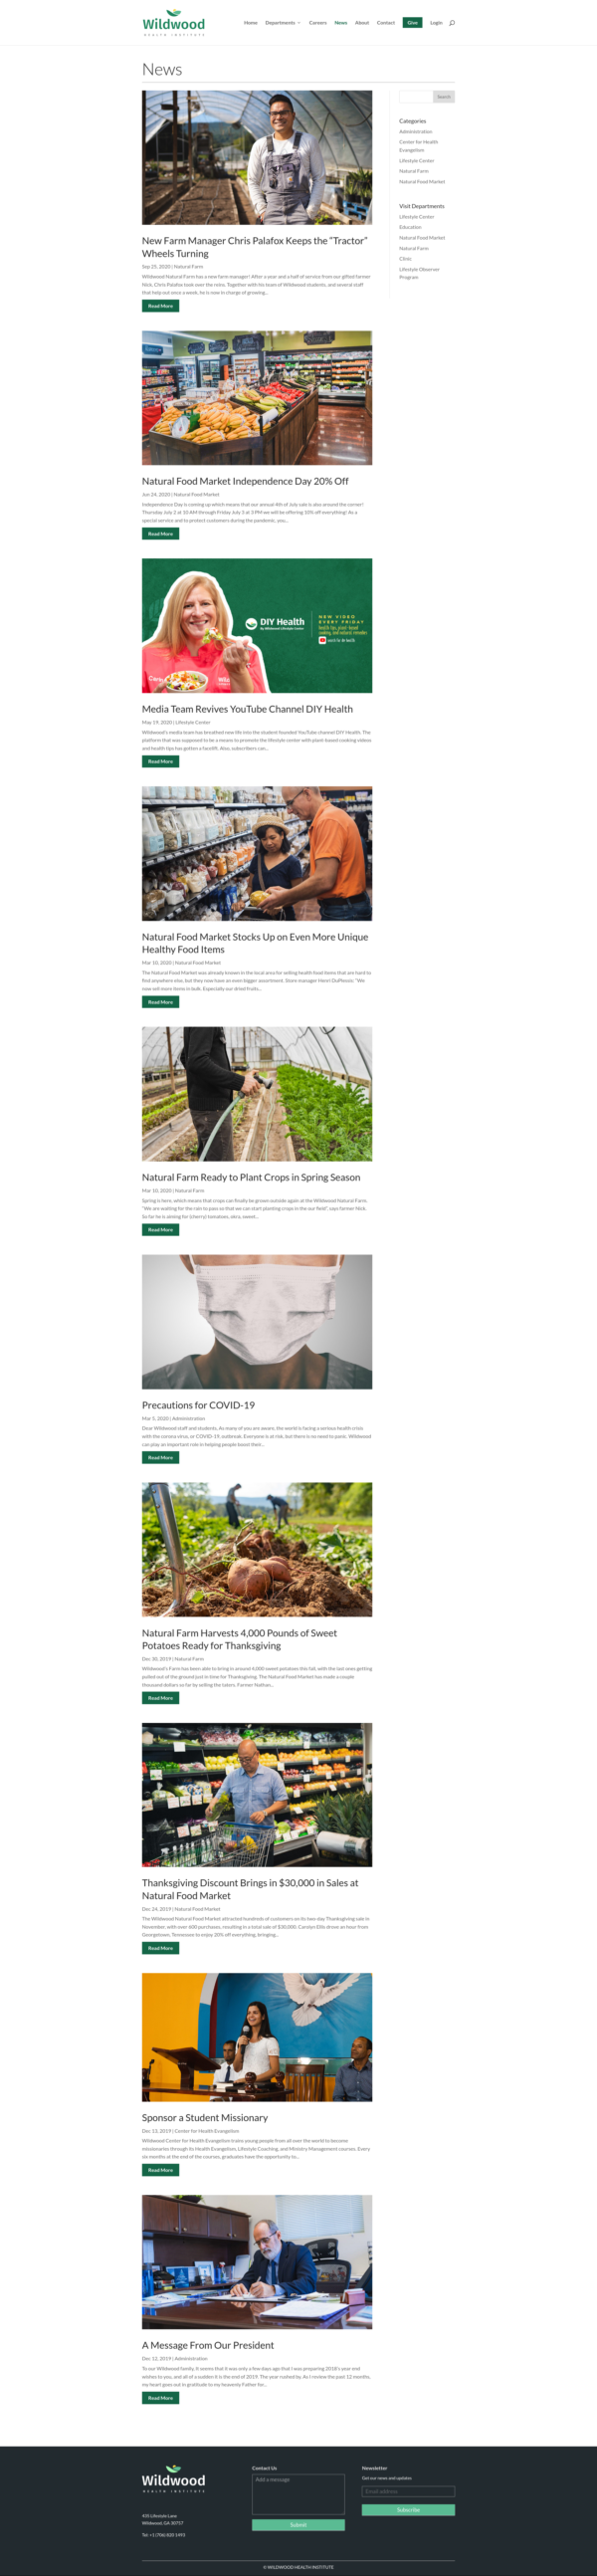 Wildwood
HEALTH INSTITUTE
Home
Departments
Careers
News
About
Contact
Give
Login
News
Search
Categories
Administration
Center for Health
Evangelism
Lifestyle Center
Natural Farm
Natural Food Market
Visit Departments
Lifestyle Center
Education
Natural Food Market
Natural Farm
Clinic
Lifestyle Observer
Program
New Farm Manager Chris Palafox Keeps the “Tractor”
Wheels Turning
Sep 25, 2020 | Natural Farm
Wildwood Natural Farm has a new farm manager! After a year and a half of service from our gifted farmer
Nick, Chris Palafox took over the reins. Together with its team of Wildwood students, and several staff
that help out once a week, he is now in charge of growing...
Read More
Natural Food Market Independence Day 20% Off
Jun 24, 2020 | Natural Food Market
Independence Day is coming up which means that our annual 4th of July sale is also around the corner!
Thursday July 2 at 10 AM through Friday July 3 at 3 PM we will be offering 10% off everything! As a
special service and to protect customers during the pandemic, you...
Read More
DIY Health
By Wildwood Lifestyle Center
NEW VIDEO
EVERY FRIDAY
health tips, plant-based
cooking, and natural remedies
Media Team Revives YouTube Channel DIY Health
May 19, 2020 | Lifestyle Center
Wildwood’s media team has breathed new life into the student-founded YouTube channel DIY Health. The
platform that was supposed to be a means to promote the lifestyle center with plant-based cooking videos
and health tips has gotten a facelift. Also, subscribers can...
Read More
Natural Food Market Stocks Up on Even More Unique
Healthy Food Items
Mar 10, 2020 | Natural Food Market
The Natural Food Market was already known in the local area for selling health food items that are hard to
find anywhere else, but they now have an even bigger assortment. Store manager Henri DuPlessis: “We
now sell more items in bulk. Especially our dried fruits...
Read More
Natural Farm Ready to Plant Crops in Spring Season
Mar 10, 2020 | Natural Farm
Spring is here, which means that crops can finally be grown outside again at the Wildwood Natural Farm.
“We are waiting for the rain to pass so that we can start planting crops in the our field”, says farmer Nick.
So far he is aiming for (cherry) tomatoes, okra, sweet...
Read More
Precautions for COVID-19
Mar 5, 2020 | Administration
Dear Wildwood staff and students, As many of you are aware, the world is facing a serious health crisis
with the corona virus, or COVID-19, outbreak. Everyone is at risk, but there is no need to panic. Wildwood
can play an important role in helping people boost their...
Read More
Natural Farm Harvests 4,000 Pounds of Sweet
Potatoes Ready for Thanksgiving
Dec 30, 2019 | Natural Farm
Wildwood’s Farm has been able to bring in around 4,000 sweet potatoes this fall, with the last ones getting
pulled out of the ground just in time for Thanksgiving. The Natural Food Market has made a couple
thousand dollars so far by selling the taters. Farmer Nathan...
Read More
Thanksgiving Discount Brings in $30,000 in Sales at
Natural Food Market
Dec 24, 2019 | Natural Food Market
The Wildwood Natural Food Market attracted hundreds of customers on its two-day Thanksgiving sale in
November, with over 600 purchases, resulting in a total sale of $30,000. Carolyn Ellis drove an hour from
Georgetown, Tennessee to enjoy 20% off everything, bringing...
Read More
Sponsor a Student Missionary
Dec 13, 2019 | Center for Health Evangelism
Wildwood Center for Health Evangelism trains young people from all over the world to become
missionaries through its Health Evangelism, Lifestyle Coaching, and Ministry Management courses. Every
six months at the end of the courses, graduates have the opportunity to...
Read More
A Message From Our President
Dec 12, 2019 | Administration
To our Wildwood family, It seems that it was only a few days ago that I was preparing 2018’s year end
wishes to you, and all of a sudden it is the end of 2019. The year rushed by. As I review the past 12 months,
my heart goes out in gratitude to my heavenly Father for...
Read More
Wildwood
HEALTH INSTITUTE
435 Lifestyle Lane
Wildwood, GA 30757
Tel: +1 (706) 820 1493
Contact Us
Add a message
Submit
Newsletter
Get our news and updates
Email address
Subscribe
© WILDWOOD HEALTH INSTITUTE